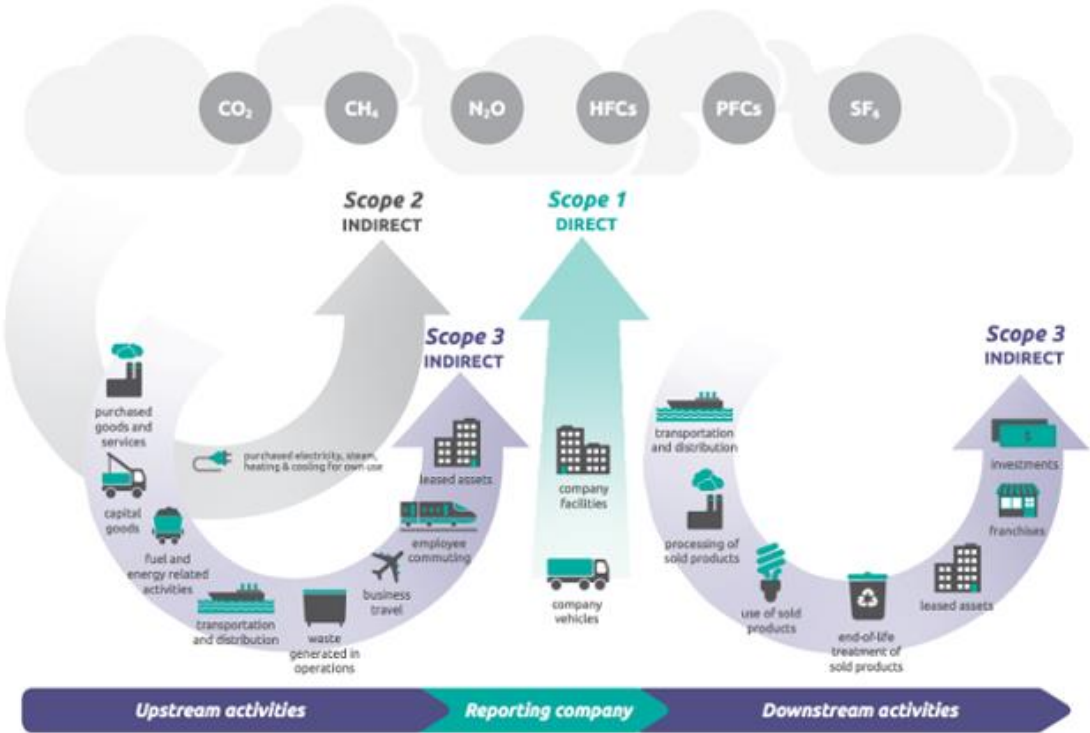 CO₂
CH₄
N₂O
HFCs
PFCs
SF₆
Scope 2
INDIRECT
Scope 1
DIRECT
Scope 3
INDIRECT
Scope 3
INDIRECT
purchased
goods and
services
capital
goods
fuel and
energy related
activities
transportation
and distribution
waste
generated in
operations
business
travel
employee
commuting
leased assets
purchased electricity, steam,
heating & cooling for own use
company
facilities
company
vehicles
transportation
and distribution
processing of
sold products
use of sold
products
end-of-life
treatment of
sold products
leased assets
franchises
investments
$
Upstream activities
Reporting company
Downstream activities